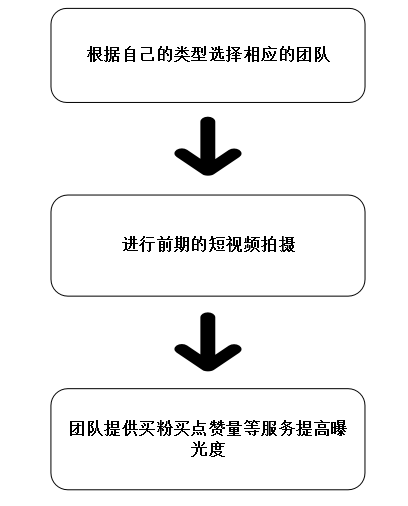 根据自己的类型选择相应的团队
进行前期的短视频拍摄
团队提供买粉买点赞量等服务提高曝
光度